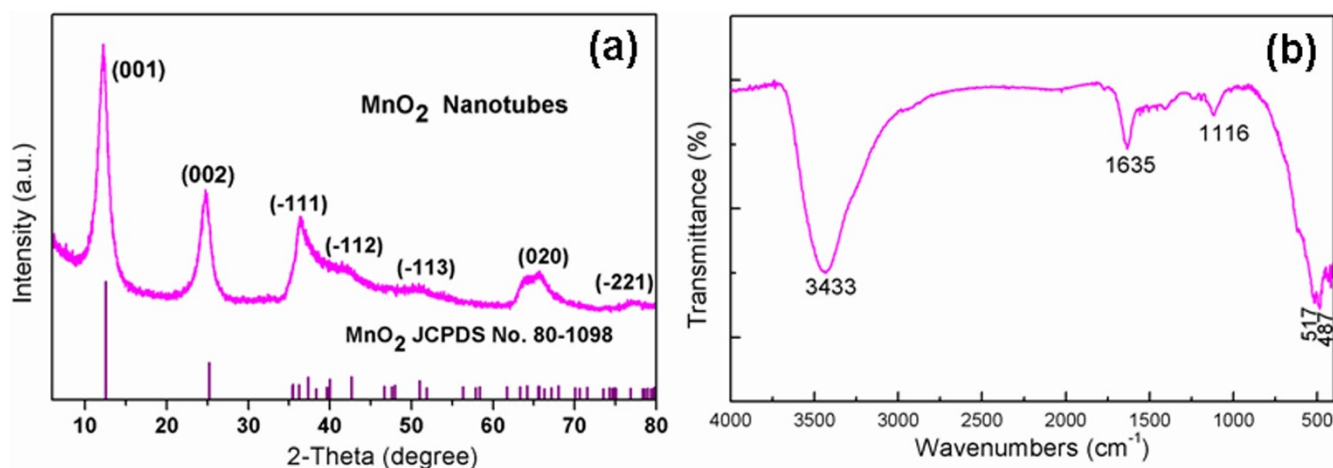 (a)
(001)
MnO2 Nanotubes
(002)
(-111)
(-112)
(-113)
(020)
(-221)
MnO2 JCPDS No. 80-1098
Intensity (a.u.)
10 20 30 40 50 60 70 80
2-Theta (degree)
(b)
1116
1635
3433
517
487
Transmittance (%)
4000 3500 3000 2500 2000 1500 1000 500
Wavenumbers (cm-1)